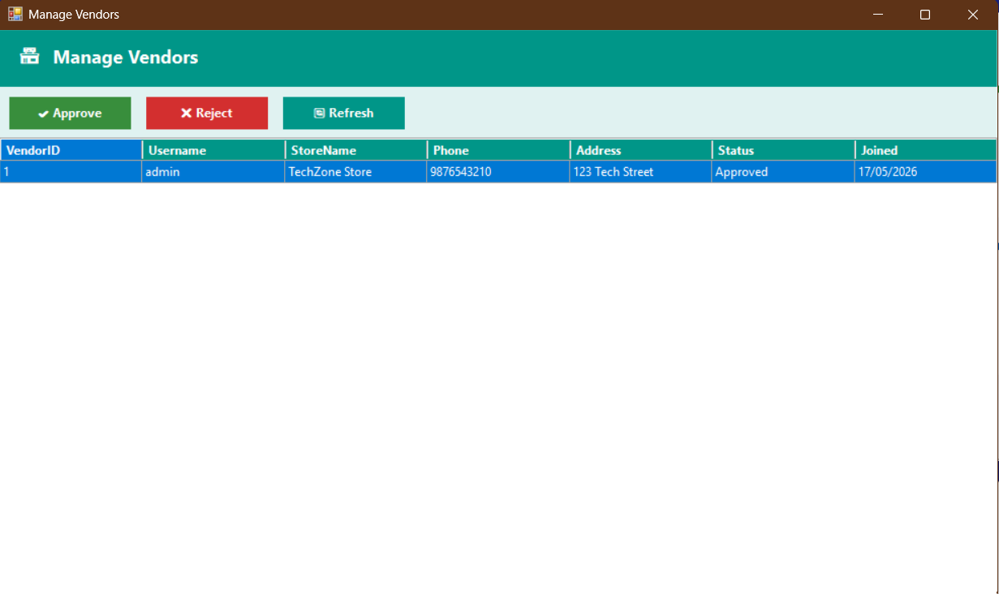 Manage Vendors
Manage Vendors
Approve Reject Refresh
VendorID Username StoreName Phone Address Status Joined
1 admin TechZone Store 9876543210 123 Tech Street Approved 17/05/2026